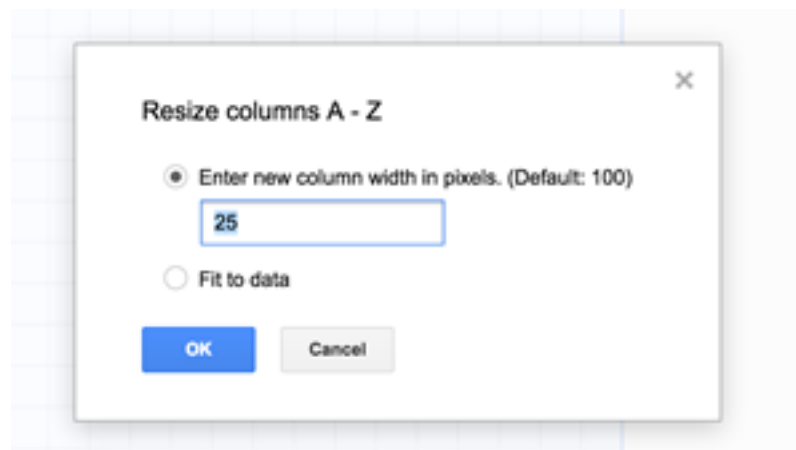 Resize columns A - Z
Enter new column width in pixels. (Default: 100)
25
Fit to data
OK Cancel